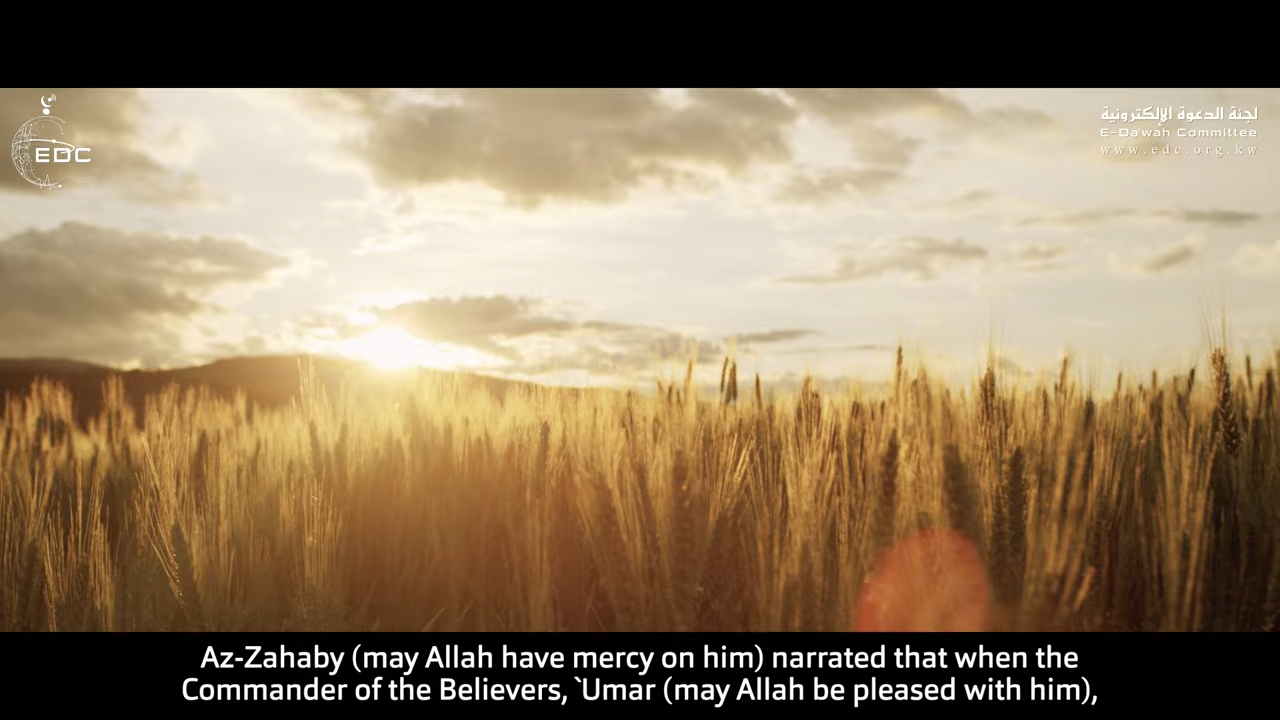 EDC
لجنة الدعوة الإلكترونية
E-Da'wah Committee
www.edc.org.kw
Az-Zahaby (may Allah have mercy on him) narrated that when the
Commander of the Believers, `Umar (may Allah be pleased with him),